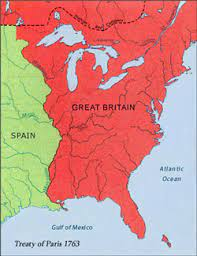 GREAT BRITAIN
SPAIN
Atlantic
Ocean
Gulf of Mexico
Treaty of Paris 1763